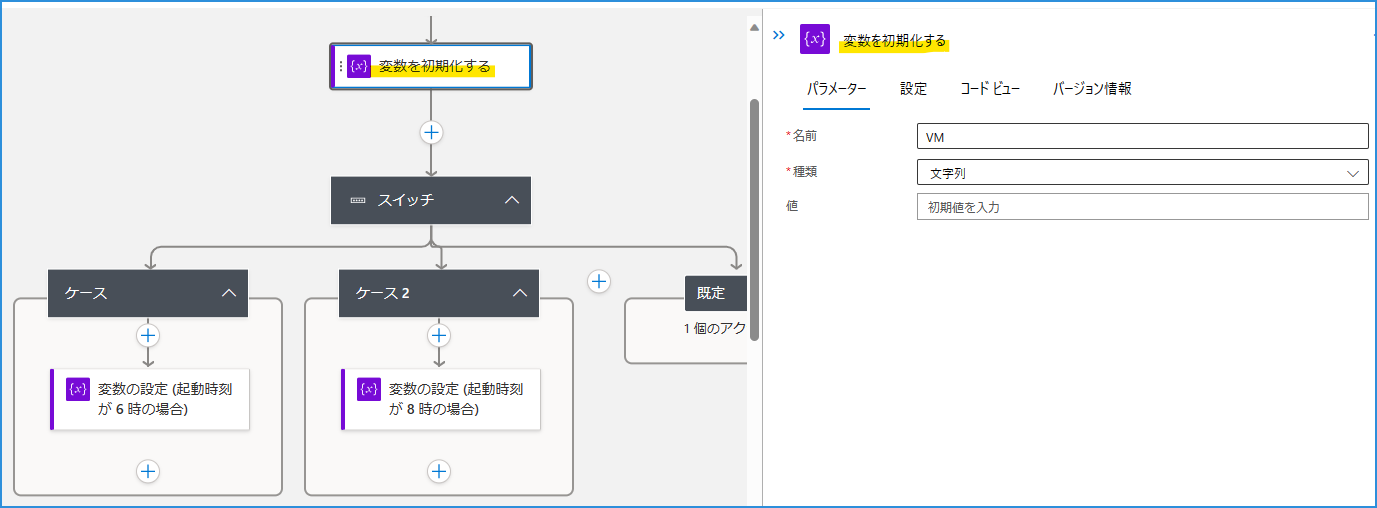 {x} 変数を初期化する
スイッチ
ケース
ケース 2
既定
1 個のアク
{x} 変数の設定 (起動時刻
が 6 時の場合)
{x} 変数の設定 (起動時刻
が 8 時の場合)
{x} 変数を初期化する
パラメーター 設定 コード ビュー バージョン情報
*名前 VM
*種類 文字列
値 初期値を入力